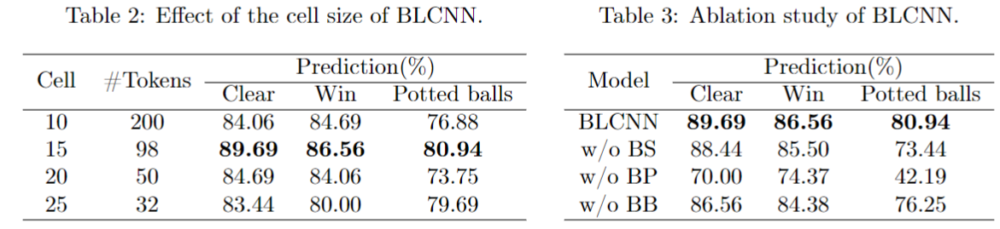 Table 2: Effect of the cell size of BLCNN.
Cell #Tokens Prediction(%)
Clear Win Potted balls
10 200 84.06 84.69 76.88
15 98 89.69 86.56 80.94
20 50 84.69 84.06 73.75
25 32 83.44 80.00 79.69
Table 3: Ablation study of BLCNN.
Model Prediction(%)
Clear Win Potted balls
BLCNN 89.69 86.56 80.94
w/o BS 88.44 85.50 73.44
w/o BP 70.00 74.37 42.19
w/o BB 86.56 84.38 76.25